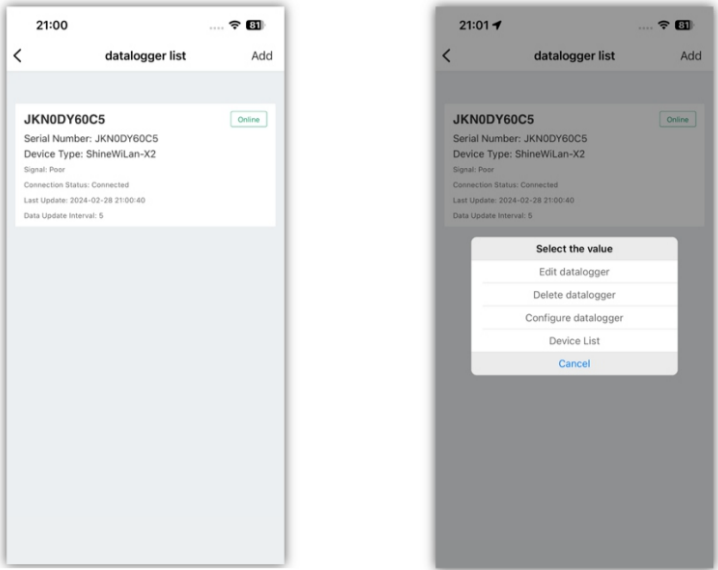 21:00
81
datalogger list
Add
JKN0DY60C5
Online
Serial Number: JKN0DY60C5
Device Type: ShineWiLan-X2
Signal: Poor
Connection Status: Connected
Last Update: 2024-02-28 21:00:40
Data Update Interval: 5
21:01
81
datalogger list
Add
JKN0DY60C5
Online
Serial Number: JKN0DY60C5
Device Type: ShineWiLan-X2
Signal: Poor
Connection Status: Connected
Last Update: 2024-02-28 21:00:40
Data Update Interval: 5
Select the value
Edit datalogger
Delete datalogger
Configure datalogger
Device List
Cancel